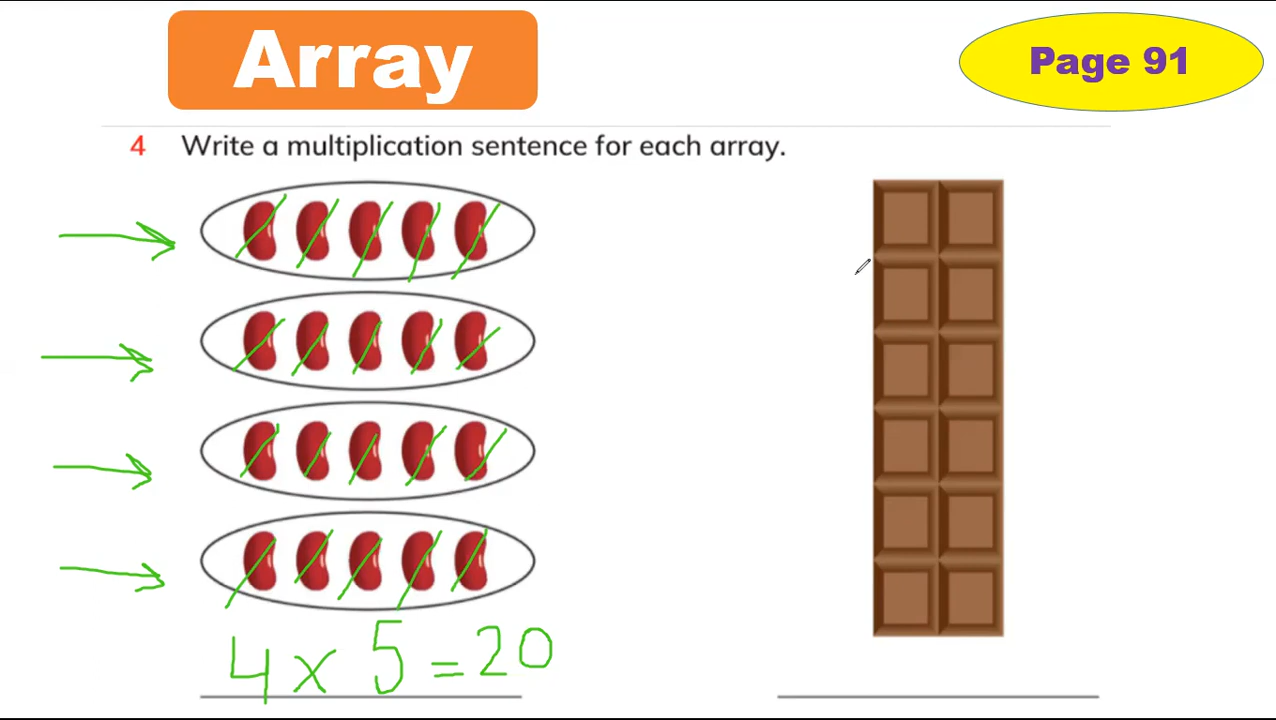 Array
Page 91
4 Write a multiplication sentence for each array.
4 x 5 = 20